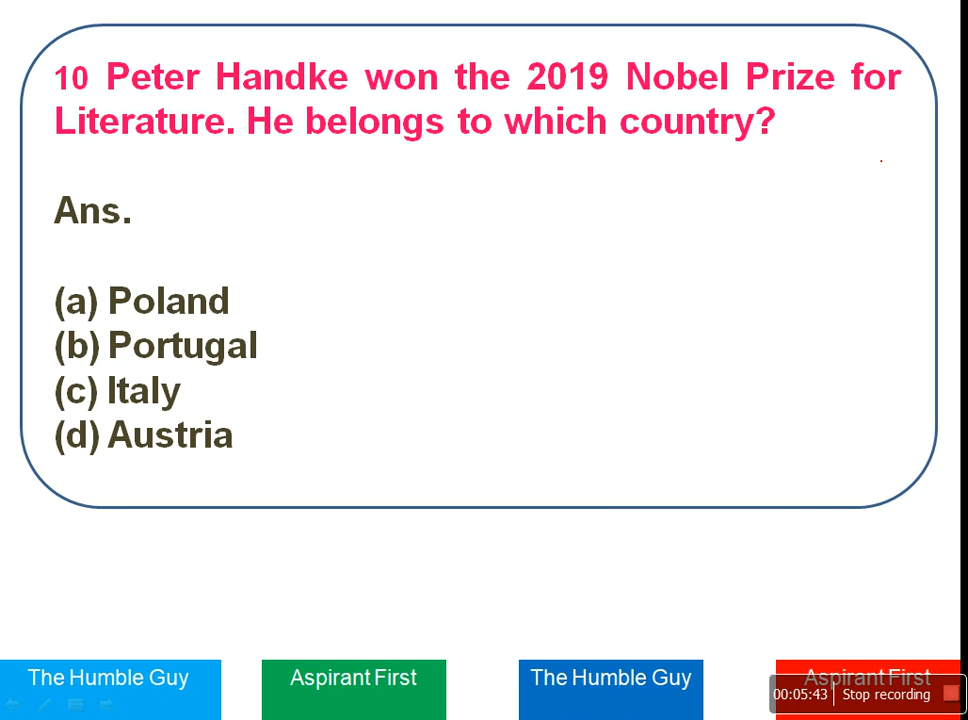 10 Peter Handke won the 2019 Nobel Prize for
Literature. He belongs to which country?
Ans.
(a) Poland
(b) Portugal
(c) Italy
(d) Austria
The Humble Guy
Aspirant First
The Humble Guy
Aspirant First
00:05:43 Stop recording